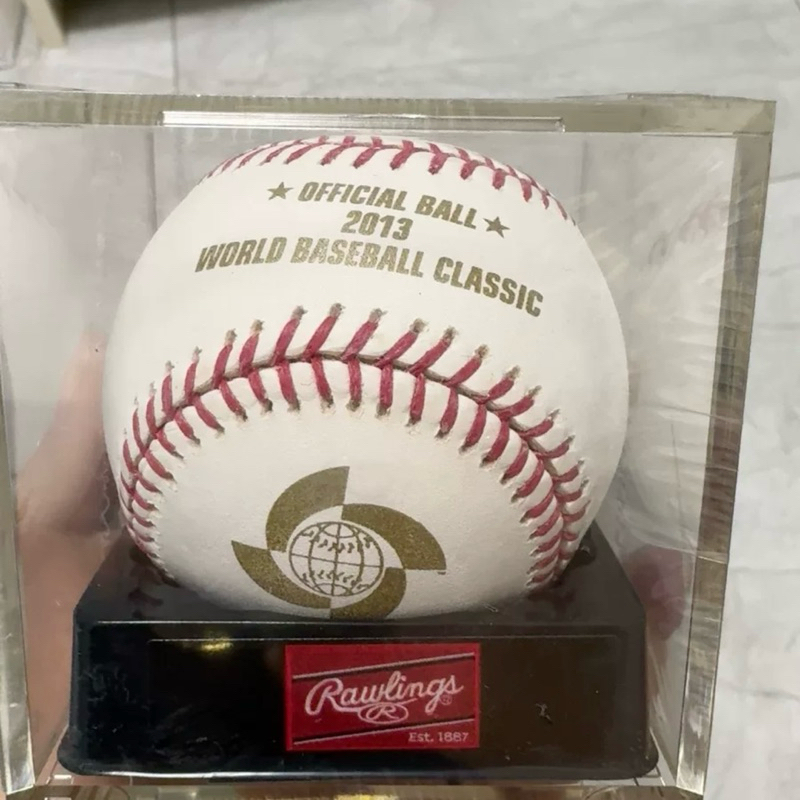 ★ OFFICIAL BALL ★
2013
WORLD BASEBALL CLASSIC
Rawlings
R
Est. 1887